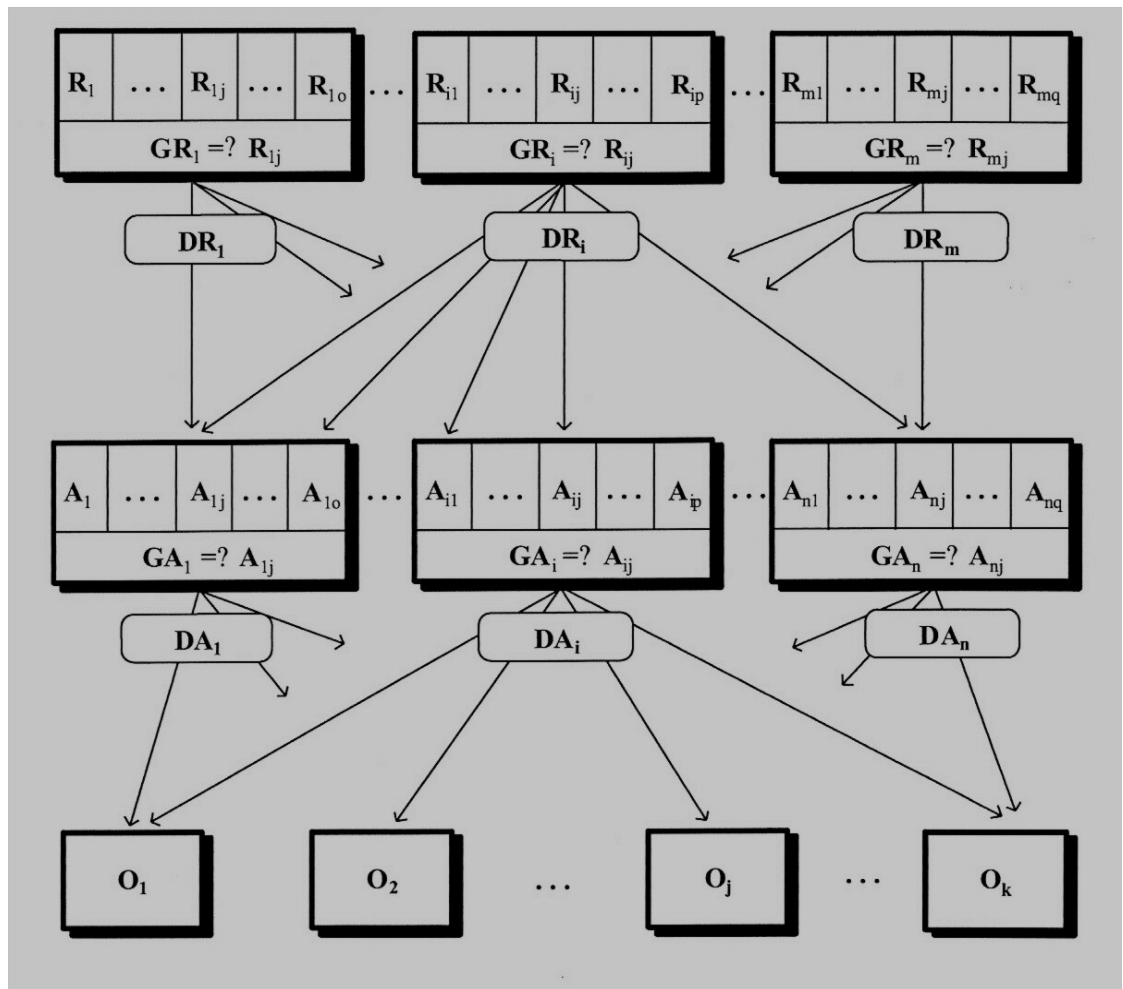 R₁ ... R₁ⱼ ... R₁ₒ ... Rᵢ₁ ... Rᵢⱼ ... Rᵢₚ ... Rₘ₁ ... Rₘⱼ ... Rₘq
GR₁ =? R₁ⱼ GRᵢ =? Rᵢⱼ GRₘ =? Rₘⱼ
DR₁ DRᵢ DRₘ
A₁ ... A₁ⱼ ... A₁ₒ ... Aᵢ₁ ... Aᵢⱼ ... Aᵢₚ ... Aₙ₁ ... Aₙⱼ ... Aₙq
GA₁ =? A₁ⱼ GAᵢ =? Aᵢⱼ GAₙ =? Aₙⱼ
DA₁ DAᵢ DAₙ
O₁ O₂ ... Oⱼ ... Oₖ